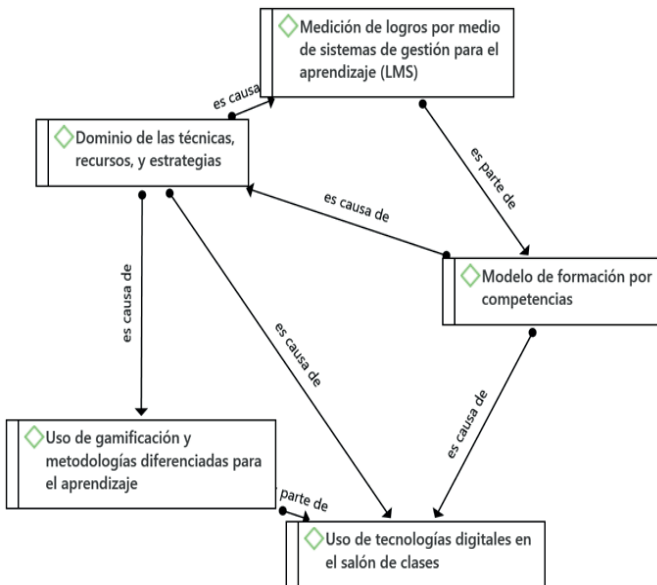 Medición de logros por medio
de sistemas de gestión para el
aprendizaje (LMS)
es causa
Dominio de las técnicas,
recursos, y estrategias
es parte de
es causa de
Modelo de formación por
competencias
es causa de
es causa de
es causa de
Uso de gamificación y
metodologías diferenciadas para
el aprendizaje
parte de
Uso de tecnologías digitales en
el salón de clases